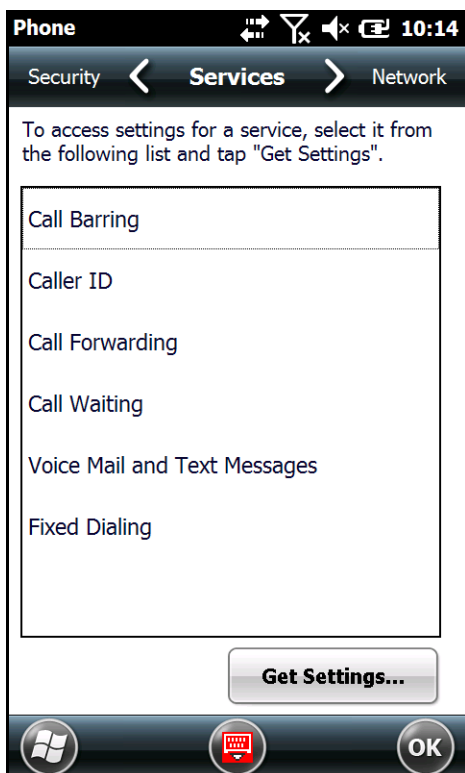 Phone 10:14
Security Services Network
To access settings for a service, select it from
the following list and tap "Get Settings".
Call Barring
Caller ID
Call Forwarding
Call Waiting
Voice Mail and Text Messages
Fixed Dialing
Get Settings...
OK